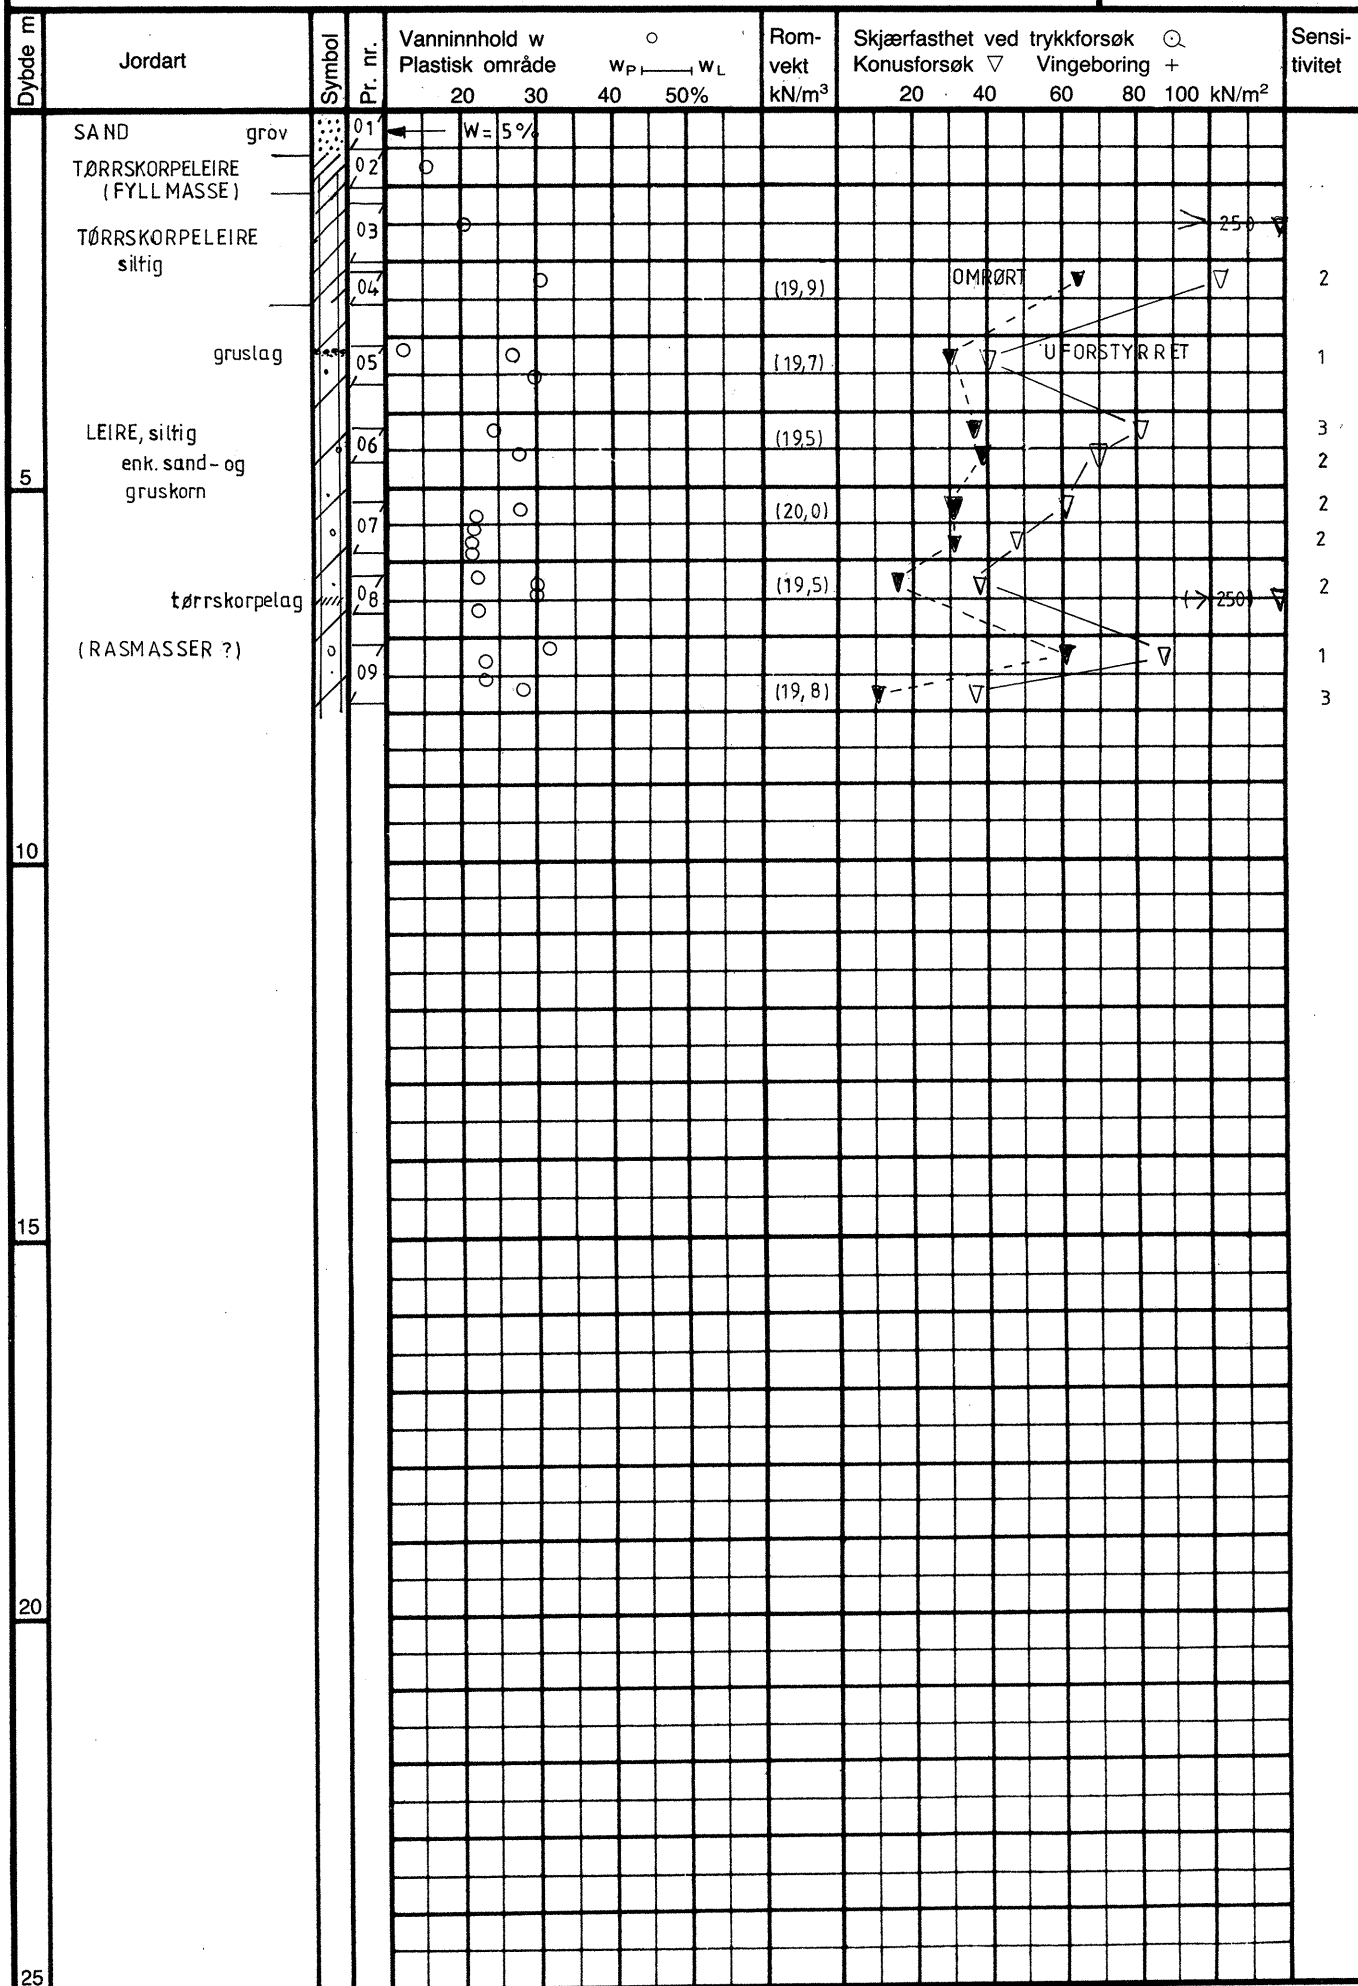 Dybde m
Jordart
Symbol
Pr. nr.
Vanninnhold w
Plastisk område wP wL
20 30 40 50%
Rom-
vekt
kN/m³
Skjærfasthet ved trykkforsøk
Konusforsøk ▽ Vingeboring +
20 40 60 80 100 kN/m²
Sensi-
tivitet
SAND grov
01
W = 5%
TØRRSKORPELEIRE
(FYLLMASSE)
02
TØRRSKORPELEIRE
siltig
03
> 250
04
(19,9)
OMRØRT
2
gruslag
05
(19,7)
UFORSTYRRET
1
LEIRE, siltig
enk. sand- og
gruskorn
06
(19,5)
3
2
5
07
(20,0)
2
2
08
(19,5)
2
tørrskorpelag
(> 250)
(RASMASSER ?)
09
1
(19,8)
3
10
15
20
25